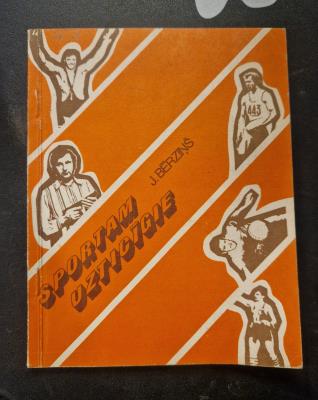 J. BĒRZIŅŠ
SPORTAM
UZTICĪGIE
443